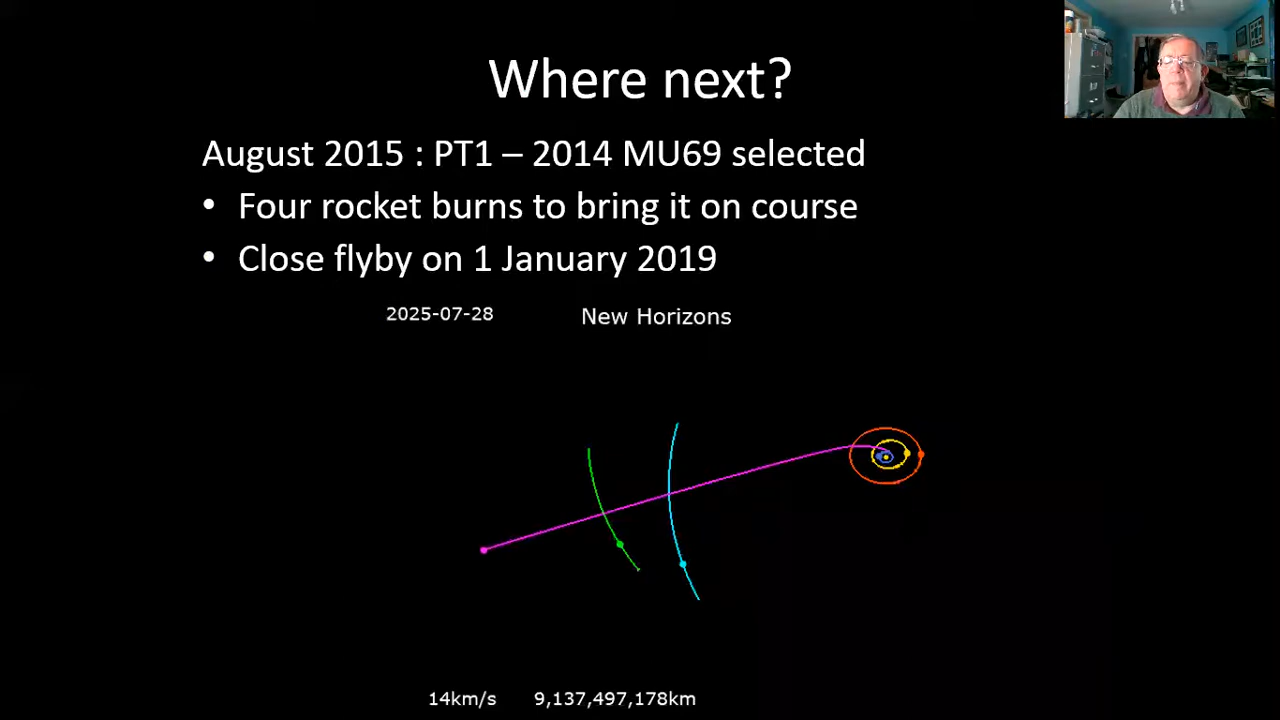 Where next?
August 2015 : PT1 – 2014 MU69 selected
• Four rocket burns to bring it on course
• Close flyby on 1 January 2019
2025-07-28 New Horizons
14km/s 9,137,497,178km